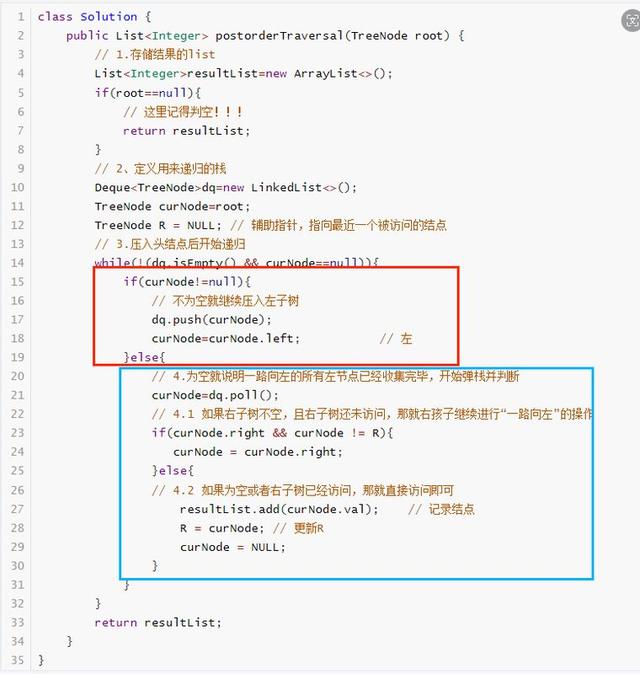 1 class Solution {
2 public List<Integer> postorderTraversal(TreeNode root) {
3 // 1.存储结果的list
4 List<Integer>resultList=new ArrayList<>();
5 if(root==null){
6 // 这里记得判空！！！
7 return resultList;
8 }
9 // 2、定义用来递归的栈
10 Deque<TreeNode>dq=new LinkedList<>();
11 TreeNode curNode=root;
12 TreeNode R = NULL; // 辅助指针，指向最近一个被访问的结点
13 // 3.压入头结点后开始递归
14 while(!(dq.isEmpty() && curNode==null)){
15 if(curNode!=null){
16 // 不为空就继续压入左子树
17 dq.push(curNode);
18 curNode=curNode.left; // 左
19 }else{
20 // 4.为空就说明一路向左的所有左节点已经收集完毕，开始弹栈并判断
21 curNode=dq.poll();
22 // 4.1 如果右子树不空，且右子树还未访问，那就右孩子继续进行“一路向左”的操作
23 if(curNode.right && curNode != R){
24 curNode = curNode.right;
25 }else{
26 // 4.2 如果为空或者右子树已经访问，那就直接访问即可
27 resultList.add(curNode.val); // 记录结点
28 R = curNode; // 更新R
29 curNode = NULL;
30 }
31 }
32 }
33 return resultList;
34 }
35 }